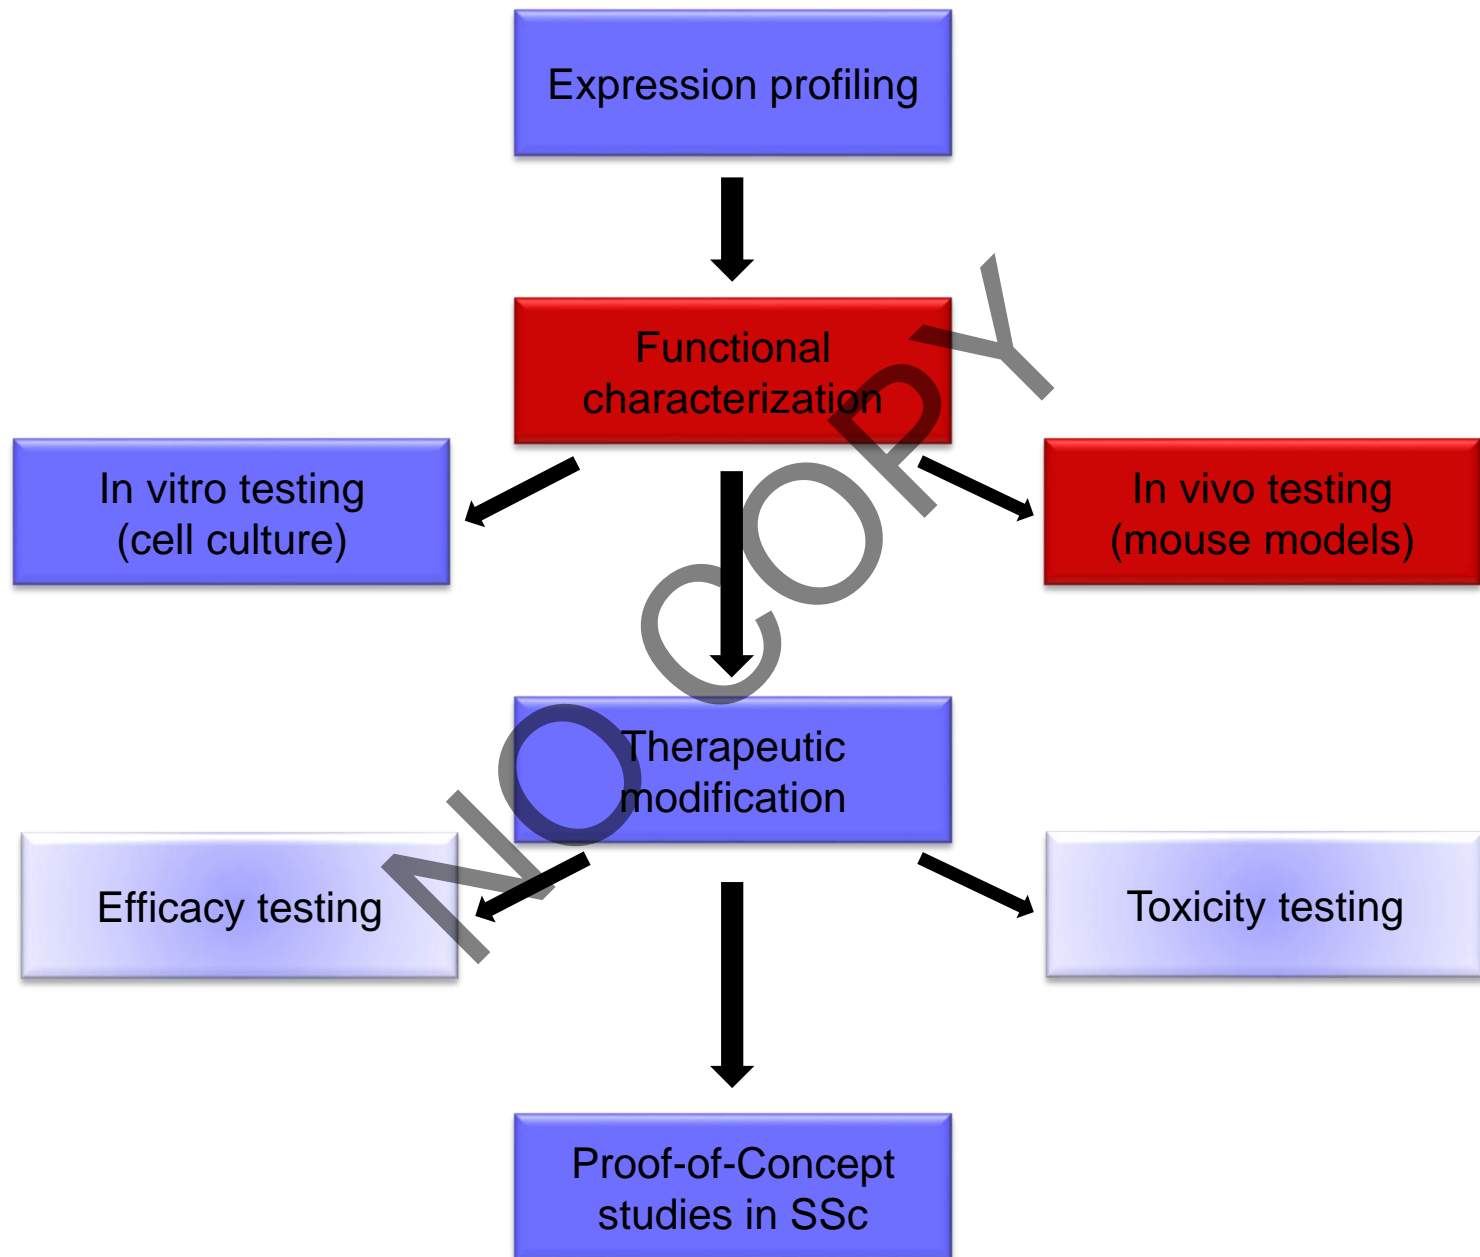 Expression profiling
Functional
characterization
In vitro testing
(cell culture)
In vivo testing
(mouse models)
Therapeutic
modification
Efficacy testing
Toxicity testing
Proof-of-Concept
studies in SSc
NO COPY